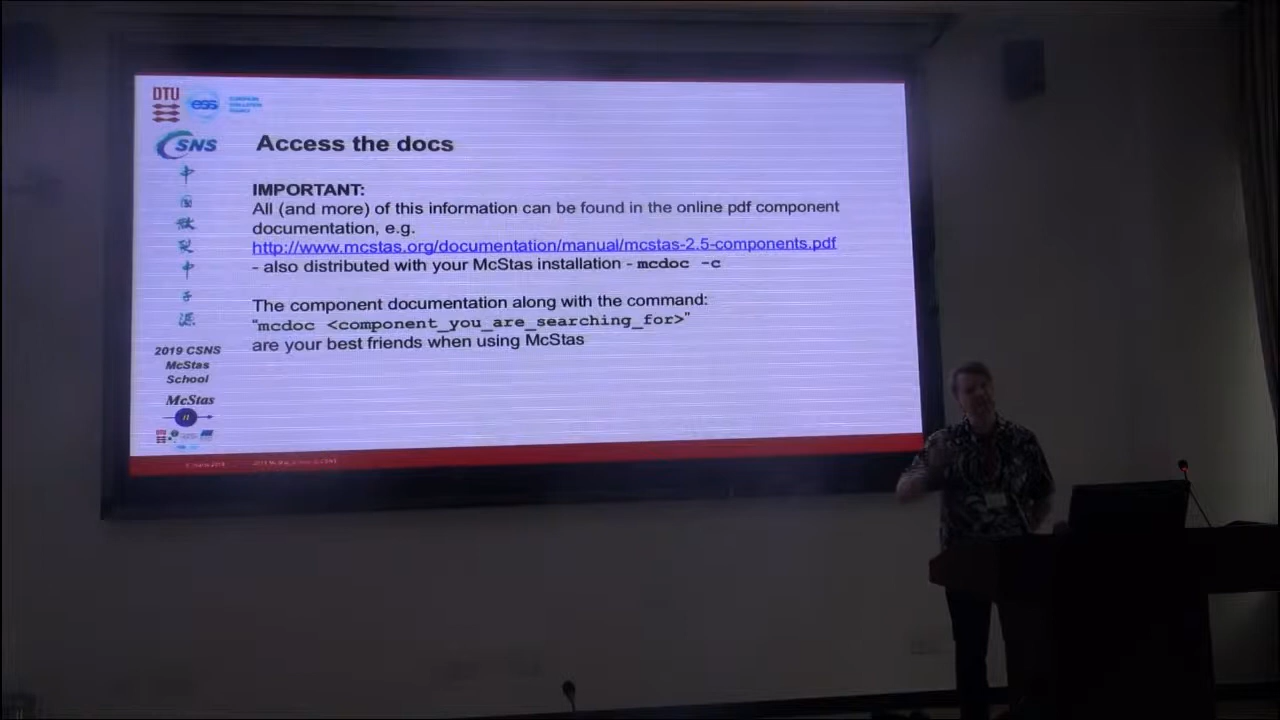 DTU
ess
EUROPEAN
SPALLATION
SOURCE
CSNS
中
国
散
裂
中
子
源
2019 CSNS
McStas
School
McStas
Access the docs
IMPORTANT:
All (and more) of this information can be found in the online pdf component
documentation, e.g.
http://www.mcstas.org/documentation/manual/mcstas-2.5-components.pdf
- also distributed with your McStas installation - mcdoc -c
The component documentation along with the command:
"mcdoc <component_you_are_searching_for>"
are your best friends when using McStas